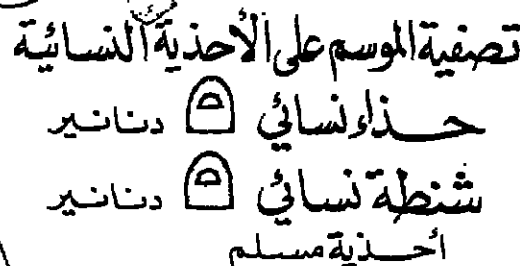 تصفية الموسم على الأحذية النسائية
حذاء نسائي ٥ دنانير
شنطة نسائي ٥ دنانير
أحذية مسلم